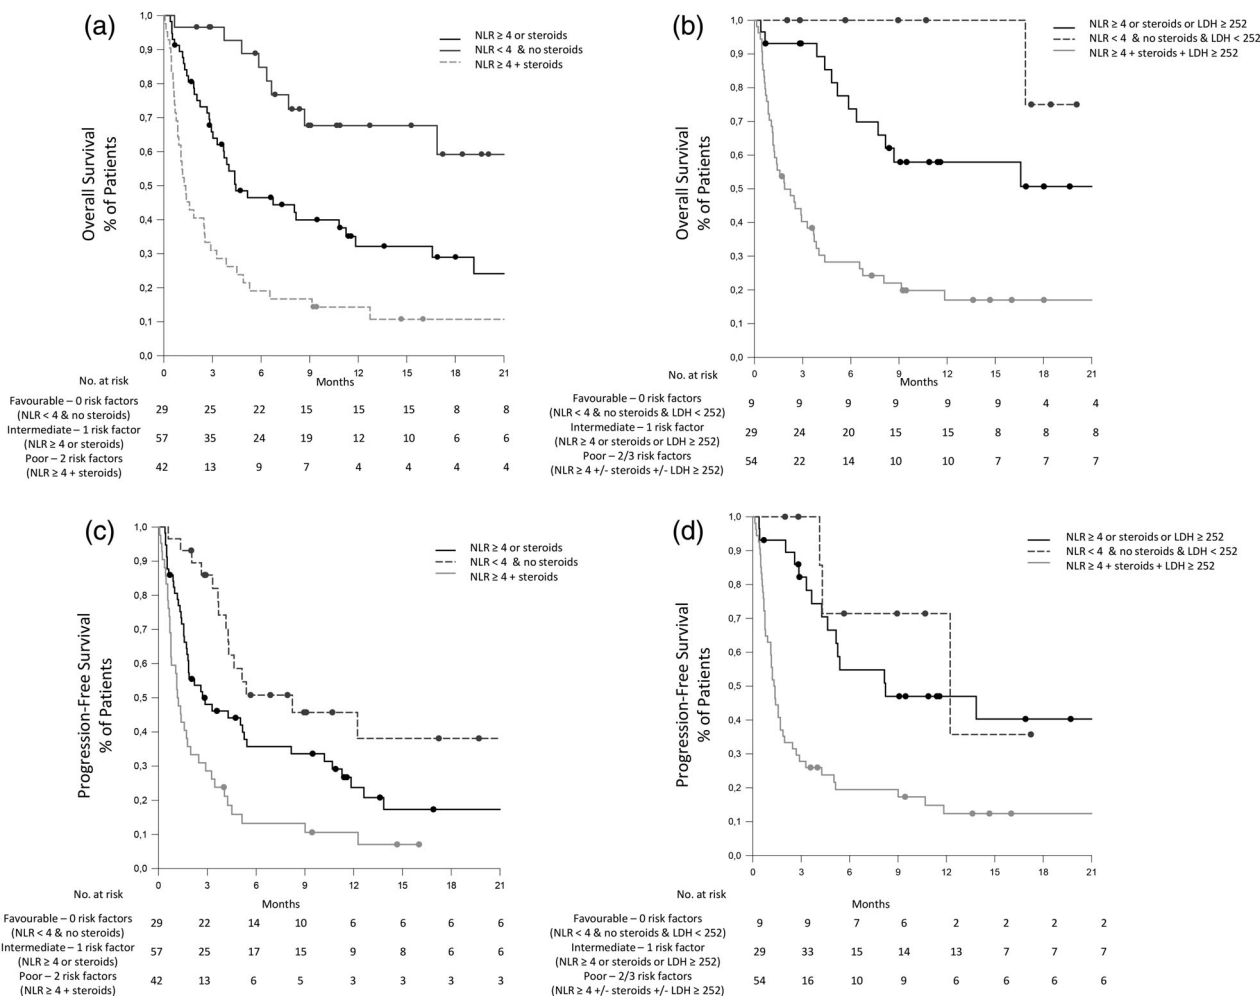 (a)
NLR ≥ 4 or steroids
NLR < 4 & no steroids
NLR ≥ 4 + steroids
Overall Survival
% of Patients
1,0
0,9
0,8
0,7
0,6
0,5
0,4
0,3
0,2
0,1
0,0
0 3 6 9 12 15 18 21
No. at risk
Months
Favourable – 0 risk factors
(NLR < 4 & no steroids)
29 25 22 15 15 15 8 8
Intermediate – 1 risk factor
(NLR ≥ 4 or steroids)
57 35 24 19 12 10 6 6
Poor – 2 risk factors
(NLR ≥ 4 + steroids)
42 13 9 7 4 4 4 4
(b)
NLR ≥ 4 or steroids or LDH ≥ 252
NLR < 4 & no steroids & LDH < 252
NLR ≥ 4 + steroids + LDH ≥ 252
Overall Survival
% of Patients
1,0
0,9
0,8
0,7
0,6
0,5
0,4
0,3
0,2
0,1
0,0
0 3 6 9 12 15 18 21
No. at risk
Months
Favourable – 0 risk factors
(NLR < 4 & no steroids & LDH < 252)
9 9 9 9 9 9 4 4
Intermediate – 1 risk factor
(NLR ≥ 4 or steroids or LDH ≥ 252)
29 24 20 15 15 8 8 8
Poor – 2/3 risk factors
(NLR ≥ 4 +/- steroids +/- LDH ≥ 252)
54 22 14 10 10 7 7 7
(c)
NLR ≥ 4 or steroids
NLR < 4 & no steroids
NLR ≥ 4 + steroids
Progression-Free Survival
% of Patients
1,0
0,9
0,8
0,7
0,6
0,5
0,4
0,3
0,2
0,1
0,0
0 3 6 9 12 15 18 21
No. at risk
Months
Favourable – 0 risk factors
(NLR < 4 & no steroids)
29 22 14 10 6 6 6 6
Intermediate – 1 risk factor
(NLR ≥ 4 or steroids)
57 25 17 15 9 8 6 6
Poor – 2 risk factors
(NLR ≥ 4 + steroids)
42 13 6 5 3 3 3 3
(d)
NLR ≥ 4 or steroids or LDH ≥ 252
NLR < 4 & no steroids & LDH < 252
NLR ≥ 4 + steroids + LDH ≥ 252
Progression-Free Survival
% of Patients
1,0
0,9
0,8
0,7
0,6
0,5
0,4
0,3
0,2
0,1
0,0
0 3 6 9 12 15 18 21
No. at risk
Months
Favourable – 0 risk factors
(NLR < 4 & no steroids & LDH < 252)
9 9 7 6 2 2 2 2
Intermediate – 1 risk factor
(NLR ≥ 4 or steroids or LDH ≥ 252)
29 33 15 14 13 7 7 7
Poor – 2/3 risk factors
(NLR ≥ 4 +/- steroids +/- LDH ≥ 252)
54 16 10 9 6 6 6 6